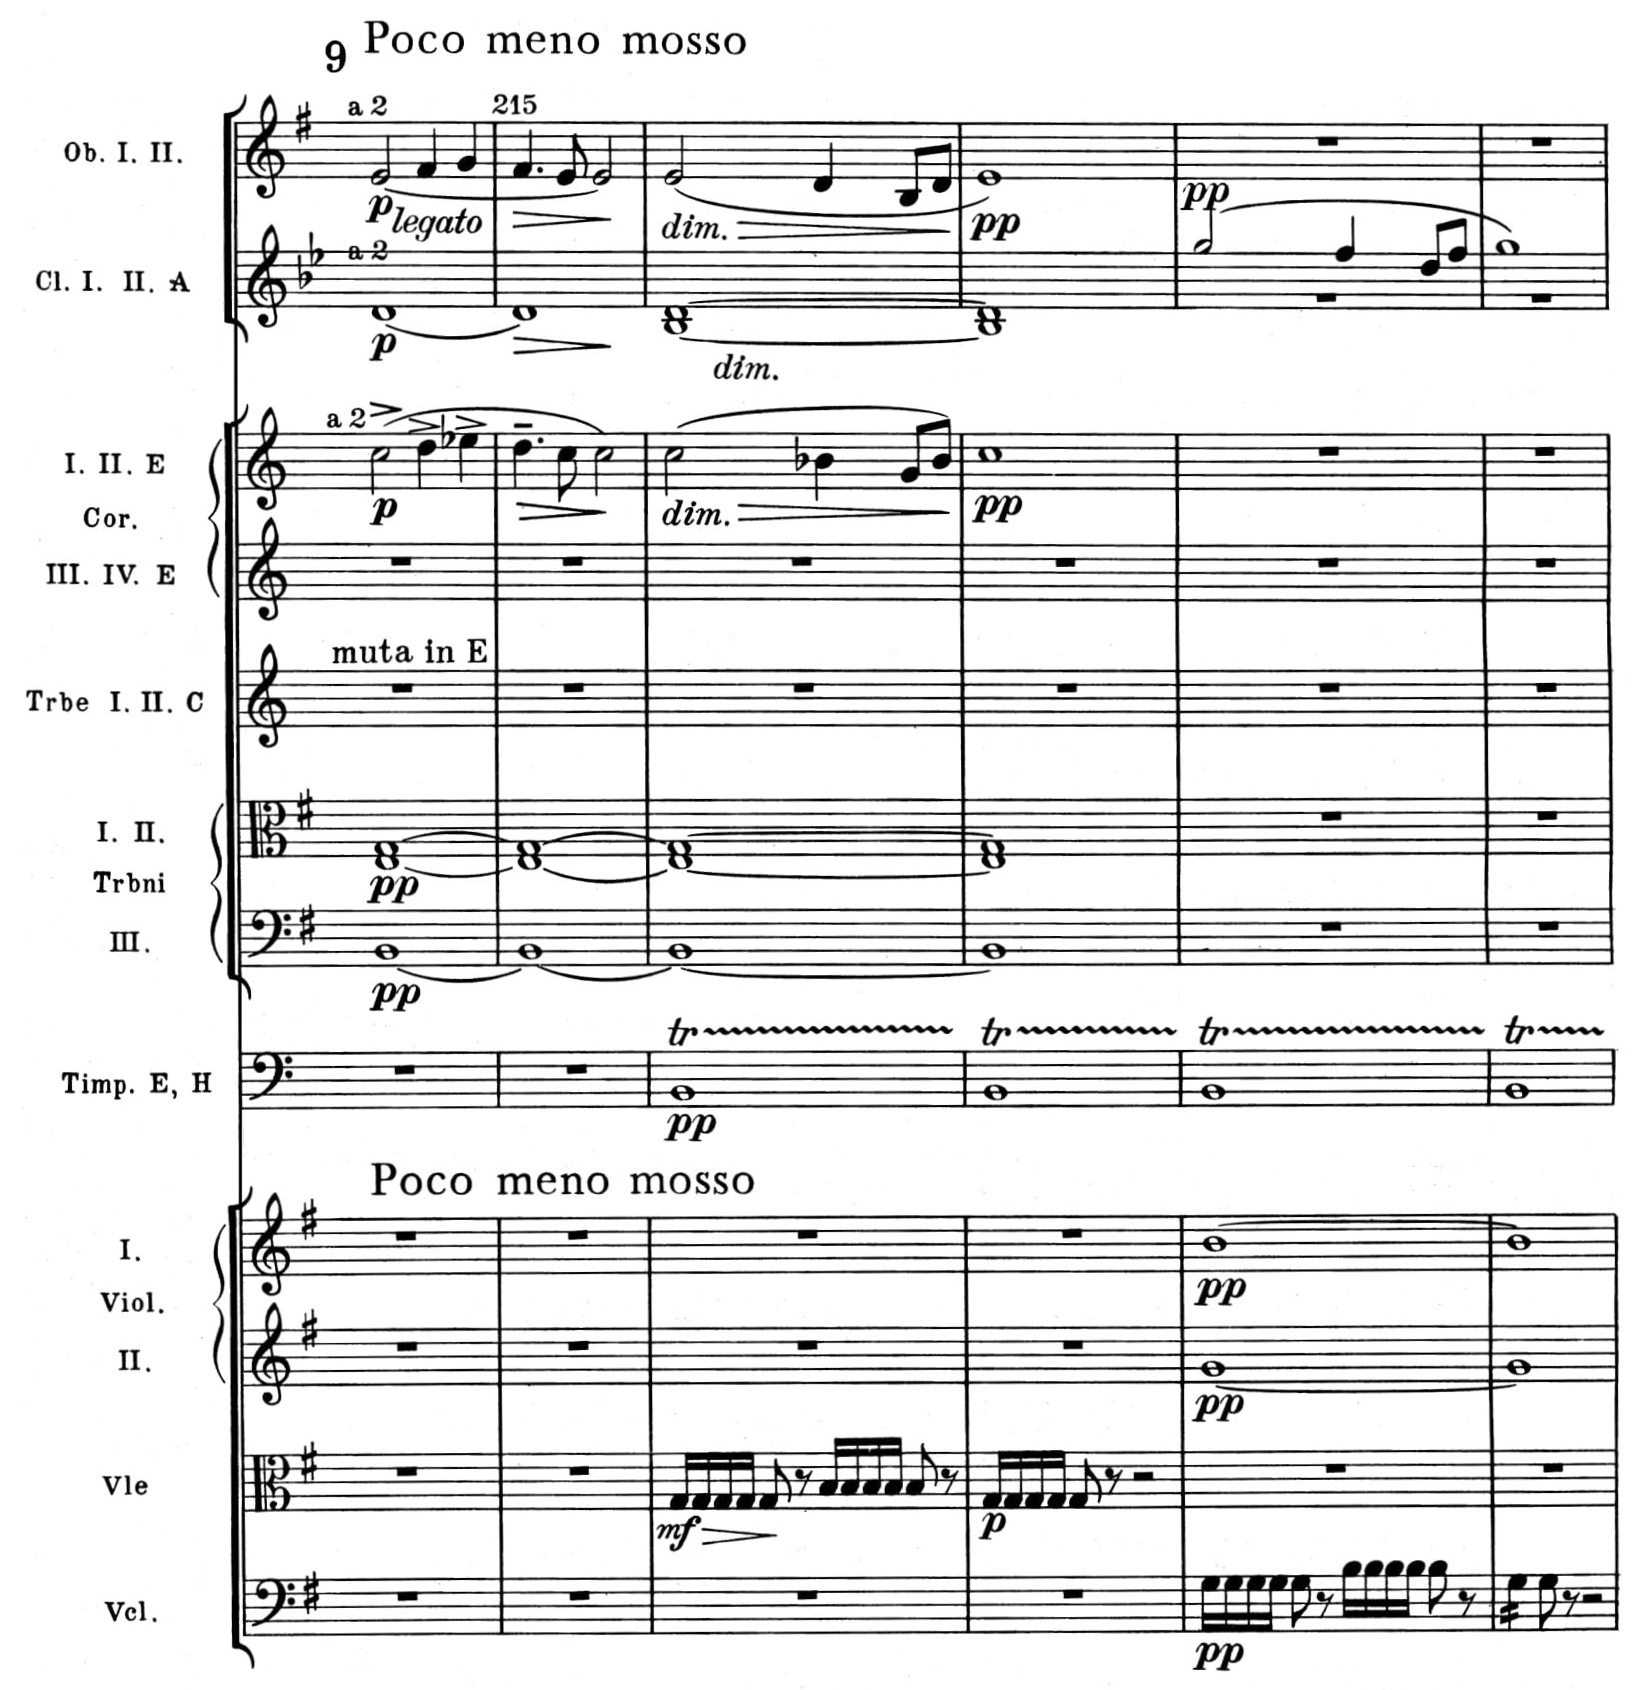 9 Poco meno mosso
a 2 215
Ob. I. II.
p legato dim. pp pp
a 2
Cl. I. II. A
p
dim.
a 2
I. II. E
p dim. pp
Cor.
III. IV. E
muta in E
Trbe I. II. C
I. II.
pp
Trbni
III.
pp
tr tr tr tr
Timp. E, H
pp
Poco meno mosso
I.
pp
Viol.
II.
pp
Vle
mf p
Vcl.
pp